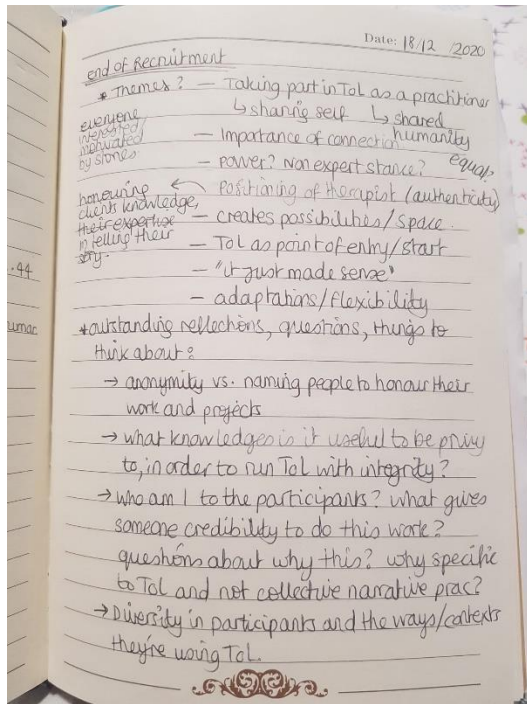 Date: 18/12 /2020
end of Recruitment
* Themes? — Taking part in ToL as a practitioner
↳ sharing self ↳ shared humanity
everyone
interested
motivated
by stories
— Importance of connection
— power? Non expert stance? equal
Positioning of therapist (authenticity)
honouring
clients knowledge,
their expertise
in telling their
story.
— creates possibilities/space.
— ToL as point of entry/start
— "it just made sense"
— adaptations/flexibility
.44
umar
* outstanding reflections, questions, things to
think about?
→ anonymity vs. naming people to honour their
work and projects
→ what knowledges is it useful to be privy
to, in order to run ToL with integrity?
→ who am I to the participants? what gives
someone credibility to do this work?
questions about why this? why specific
to ToL and not collective narrative prac?
→ Diversity in participants and the ways/contexts
they're using ToL.